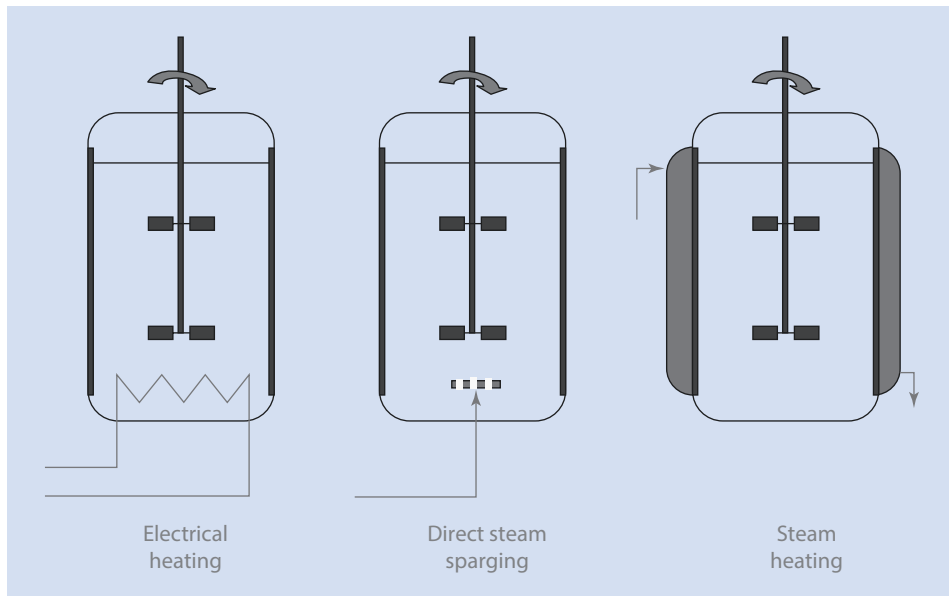 Electrical
heating
Direct steam
sparging
Steam
heating